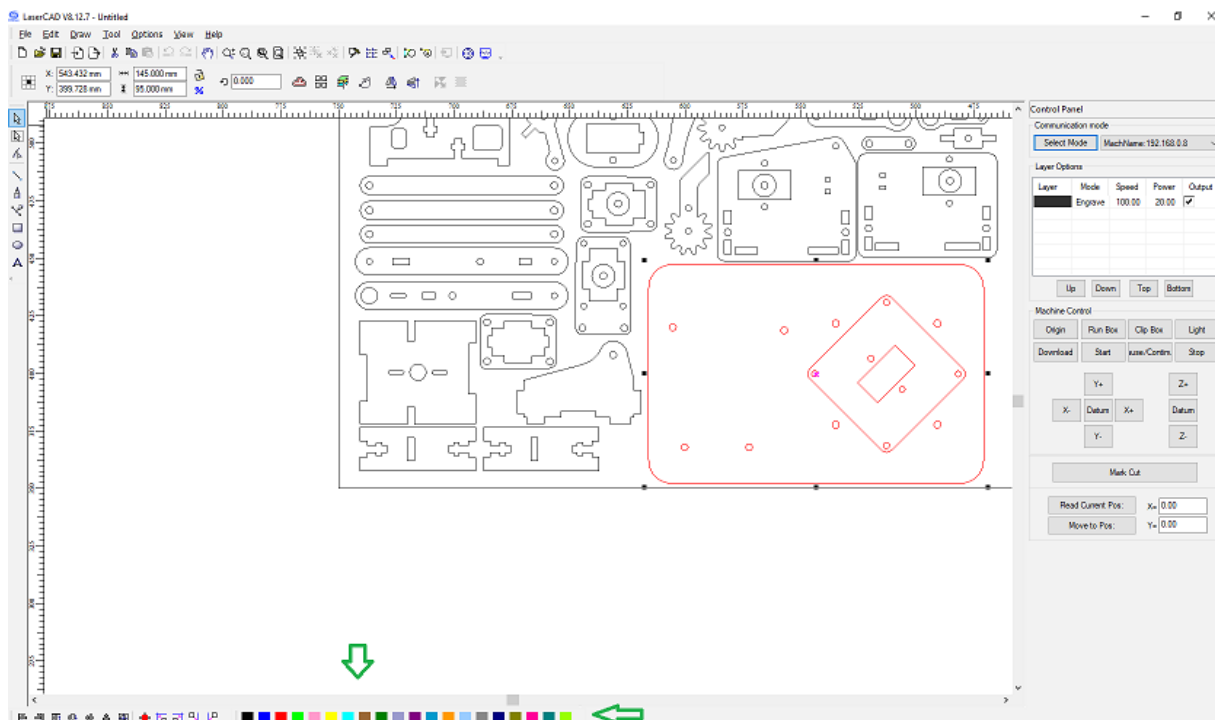 LaserCAD V8.12.7 - Untitled
File Edit Draw Tool Options View Help
X: 543.432 mm 145.000 mm 0.000
Y: 399.728 mm 95.000 mm %
Control Panel
Communication mode
Select Mode MachName: 192.168.0.8
Layer Options
Layer Mode Speed Power Output
Engrave 100.00 20.00
Up Down Top Bottom
Machine Control
Origin Run Box Clip Box Light
Download Start use/Contin. Stop
Y+ Z+
X- Datum X+ Datum
Y- Z-
Mark Cut
Read Current Pos: X= 0.00
Move to Pos: Y= 0.00